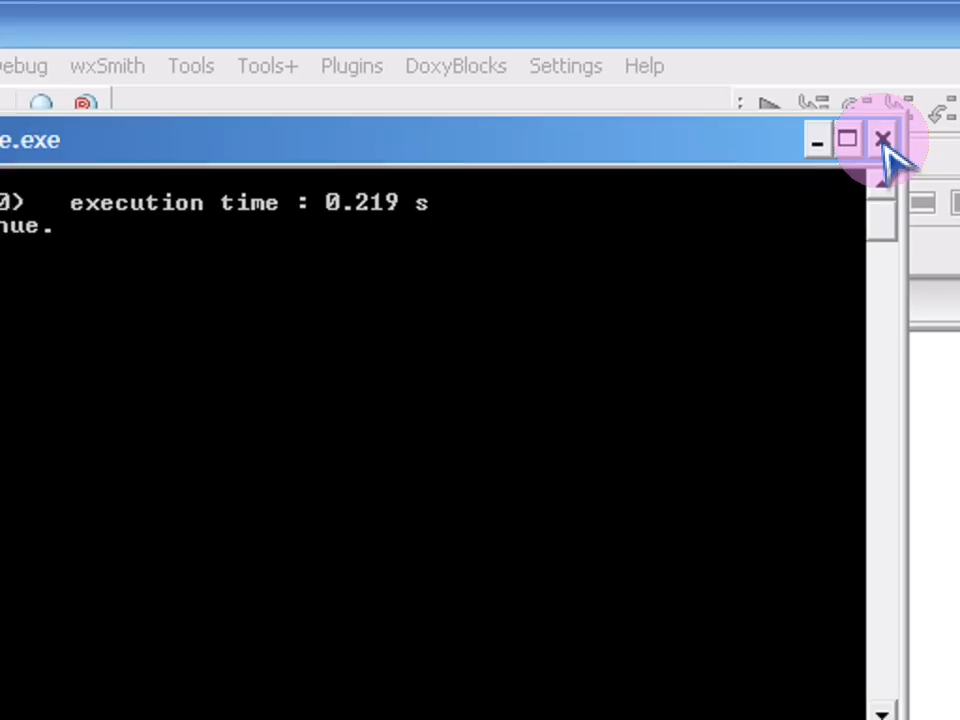 ebug wxSmith Tools Tools+ Plugins DoxyBlocks Settings Help
e.exe
0) execution time : 0.219 s
nue.